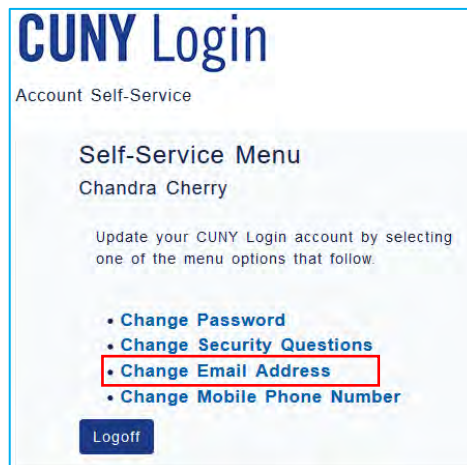 CUNY Login
Account Self-Service
Self-Service Menu
Chandra Cherry
Update your CUNY Login account by selecting
one of the menu options that follow.
• Change Password
• Change Security Questions
• Change Email Address
• Change Mobile Phone Number
Logoff